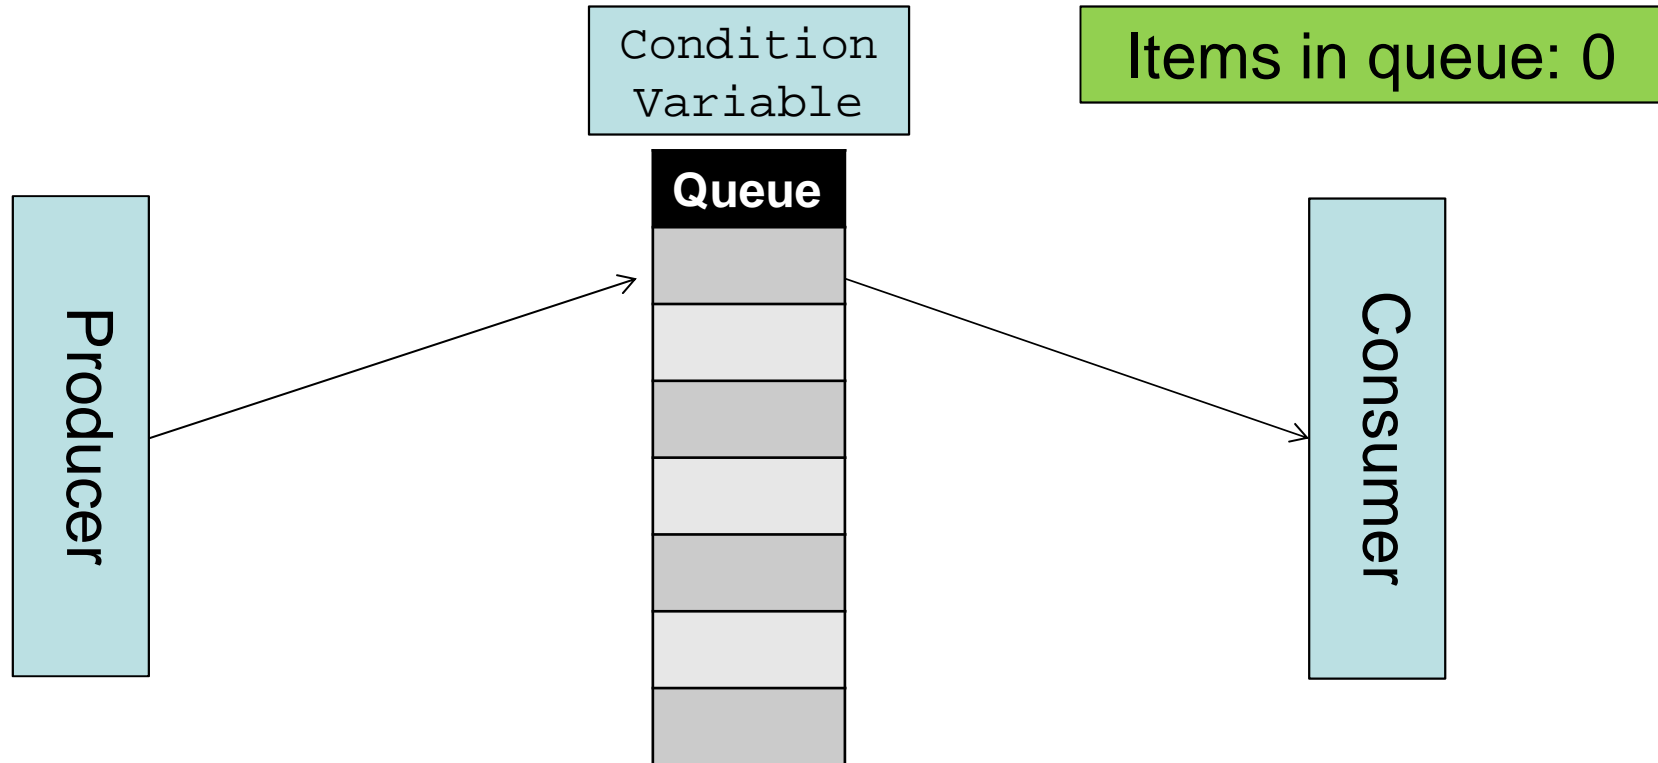 Condition
Variable
Items in queue: 0
Queue
Producer
Consumer